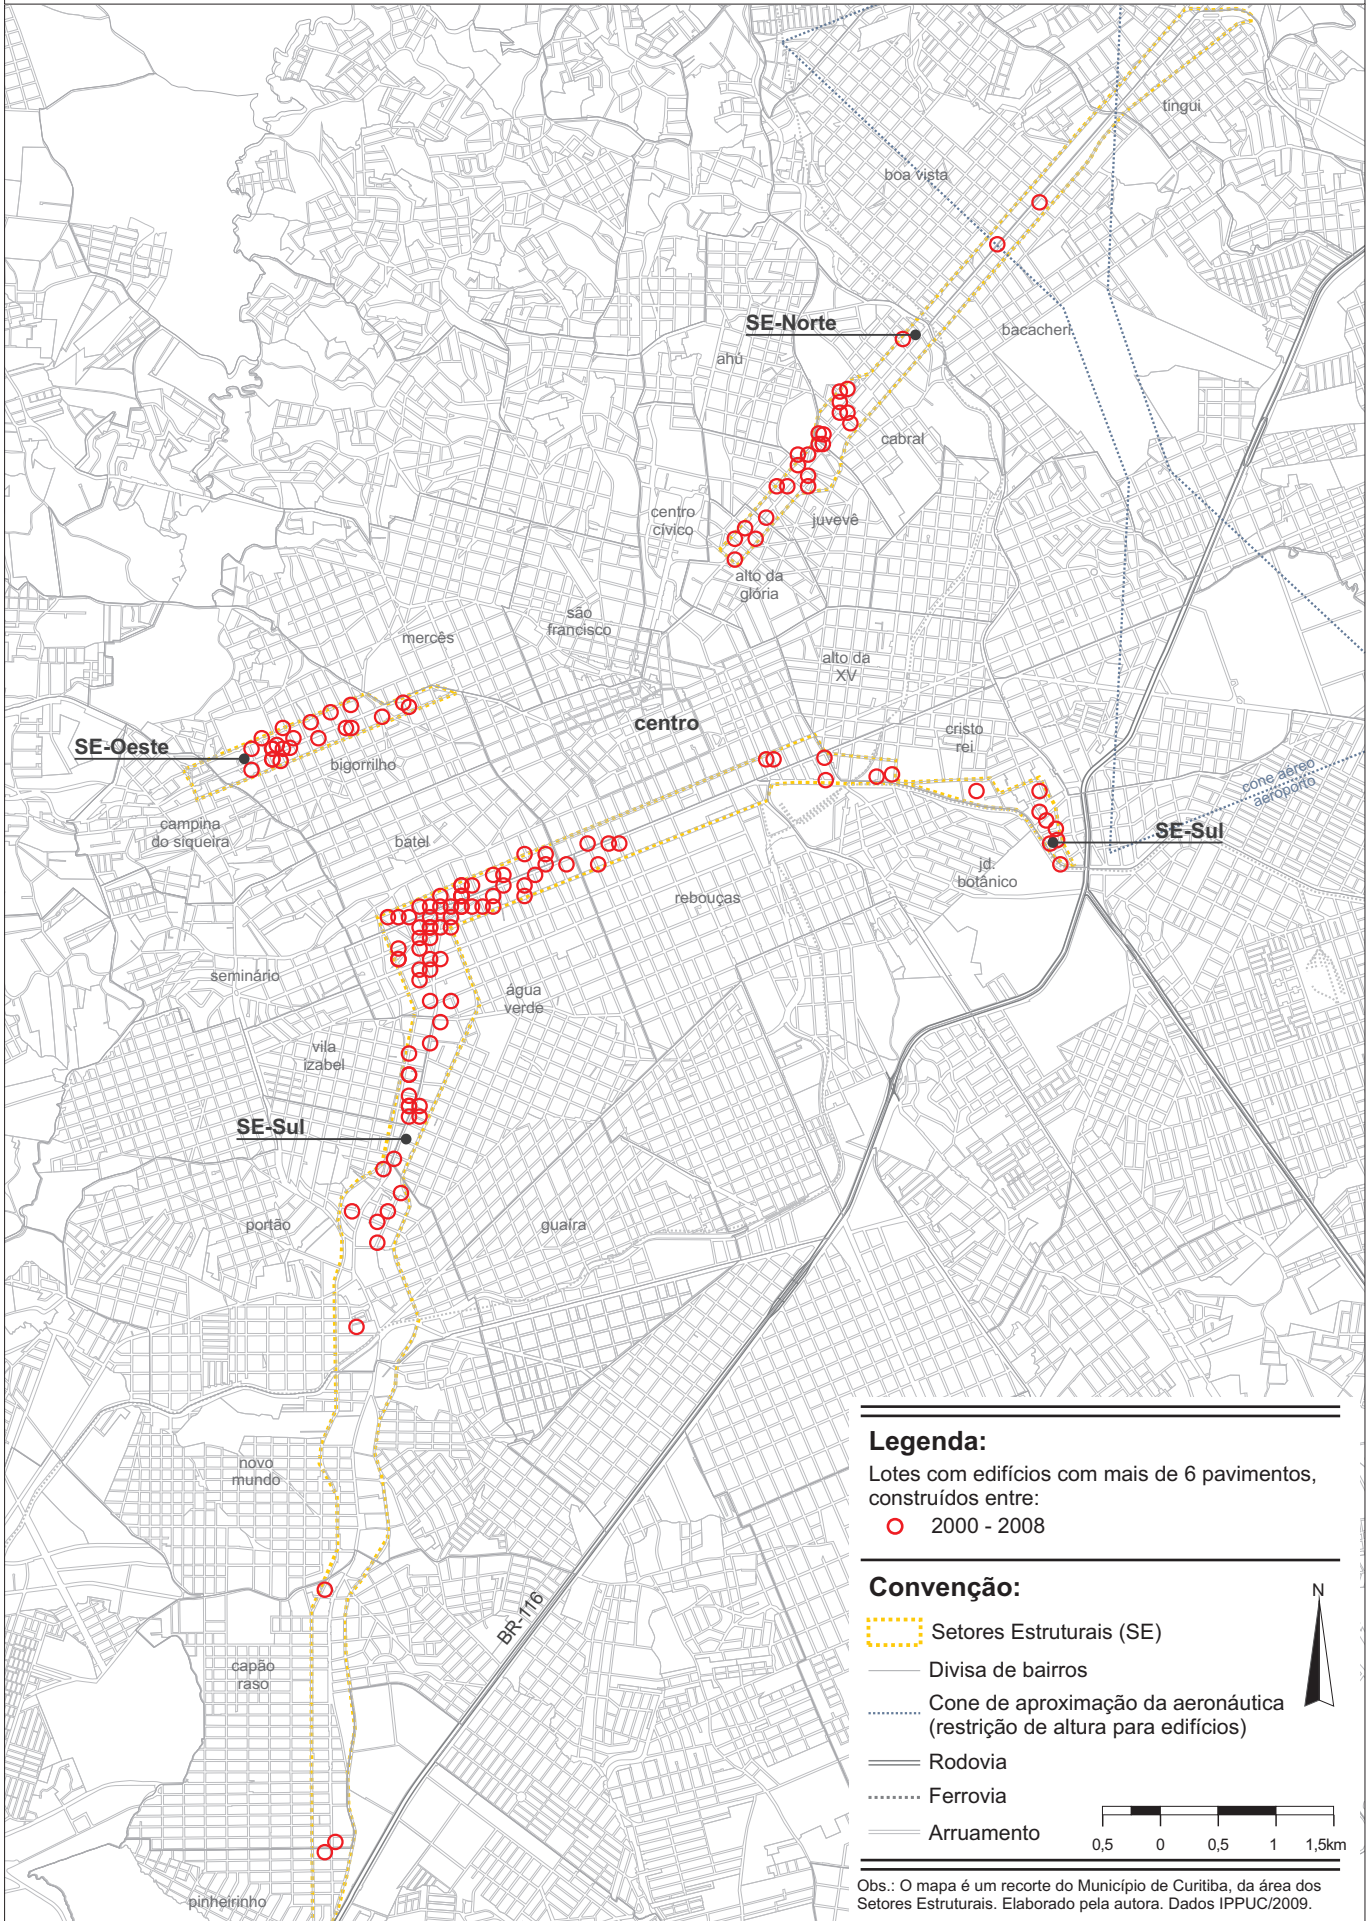 tingui
boa vista
SE-Norte
bacacheri
ahú
cabral
centro
cívico
juvevê
alto da
glória
são
francisco
mercês
alto da
XV
centro
cristo
rei
SE-Oeste
bigorrilho
cone aéreo
aeroporto
campina
do siqueira
batel
SE-Sul
jd.
botânico
rebouças
seminário
água
verde
vila
izabel
SE-Sul
portão
guaíra
novo
mundo
BR-116
capão
raso
pinheirinho
Legenda:
Lotes com edifícios com mais de 6 pavimentos,
construídos entre:
2000 - 2008
Convenção:
N
Setores Estruturais (SE)
Divisa de bairros
Cone de aproximação da aeronáutica
(restrição de altura para edifícios)
Rodovia
Ferrovia
Arruamento
0,5 0 0,5 1 1,5km
Obs.: O mapa é um recorte do Município de Curitiba, da área dos
Setores Estruturais. Elaborado pela autora. Dados IPPUC/2009.